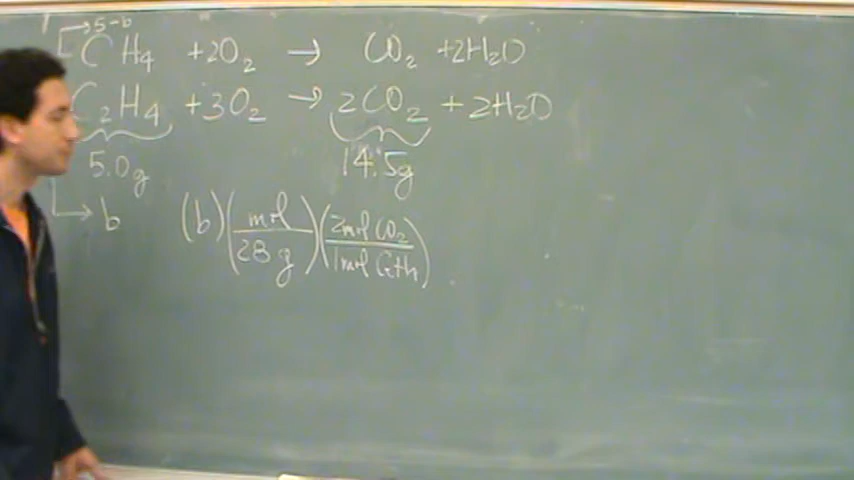 5-b
CH4 + 2O2 → CO2 + 2H2O
C2H4 + 3O2 → 2CO2 + 2H2O
5.0g 14.5g
b (b) (mol / 28 g) (2mol CO2 / 1mol C2H4)